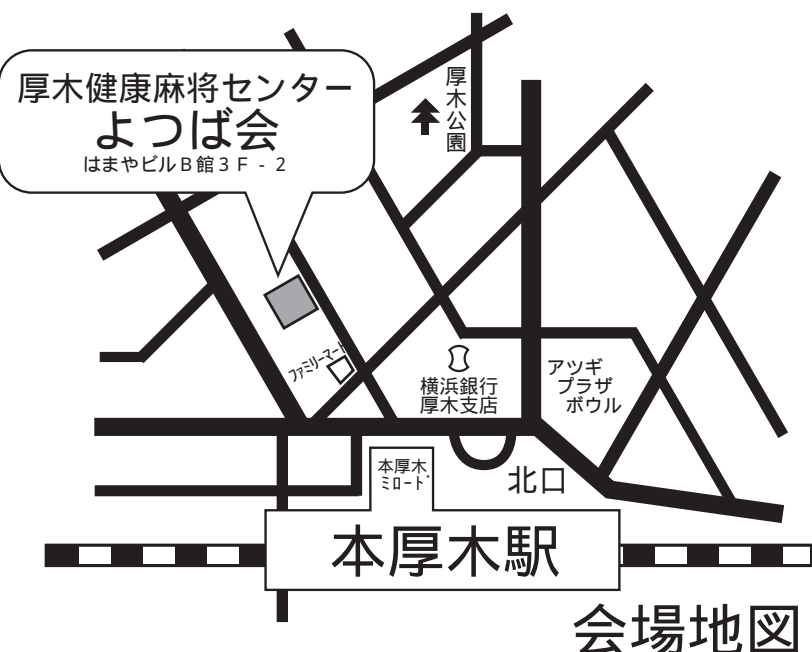 厚木健康麻将センター
よつば会
はまやビルB館3F-2
厚木公園
ファミリーマート
横浜銀行
厚木支店
アツギ
プラザ
ボウル
本厚木
ミロード
北口
本厚木駅
会場地図